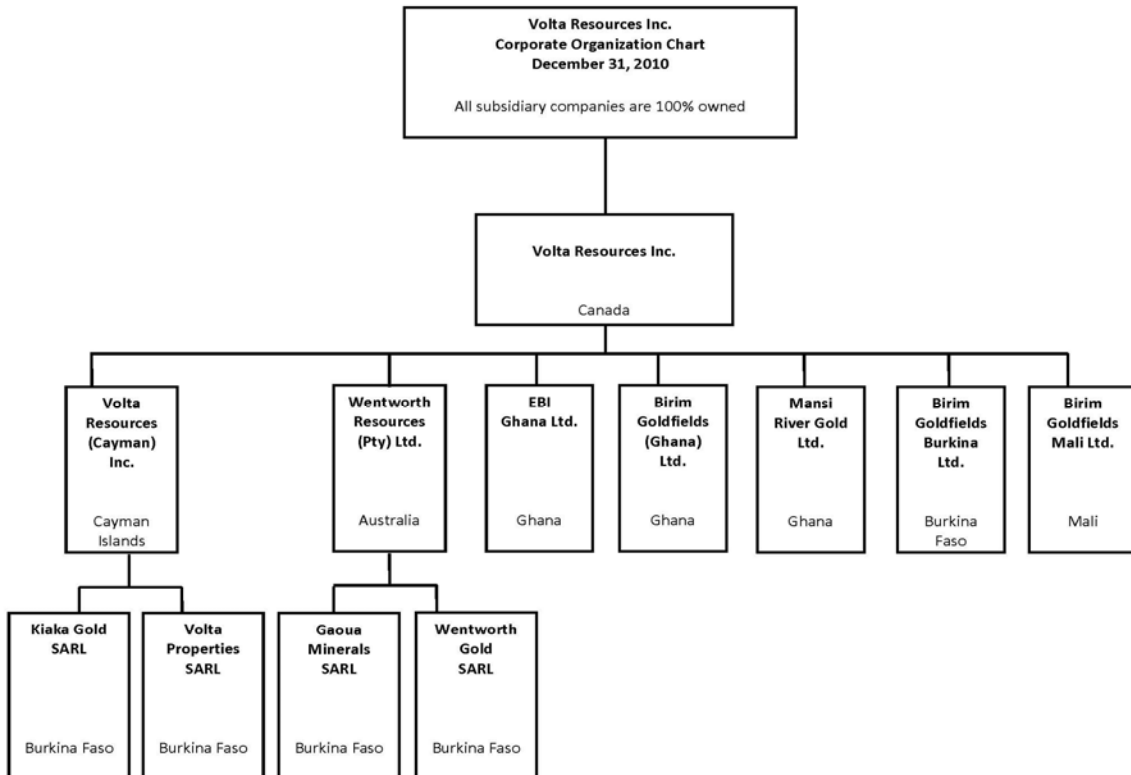 Volta Resources Inc.
Corporate Organization Chart
December 31, 2010
All subsidiary companies are 100% owned
Volta Resources Inc.
Canada
Volta
Resources
(Cayman)
Inc.
Cayman
Islands
Wentworth
Resources
(Pty) Ltd.
Australia
EBI
Ghana Ltd.
Ghana
Birim
Goldfields
(Ghana)
Ltd.
Ghana
Mansi
River Gold
Ltd.
Ghana
Birim
Goldfields
Burkina
Ltd.
Burkina
Faso
Birim
Goldfields
Mali Ltd.
Mali
Kiaka Gold
SARL
Burkina Faso
Volta
Properties
SARL
Burkina Faso
Gaoua
Minerals
SARL
Burkina Faso
Wentworth
Gold
SARL
Burkina Faso